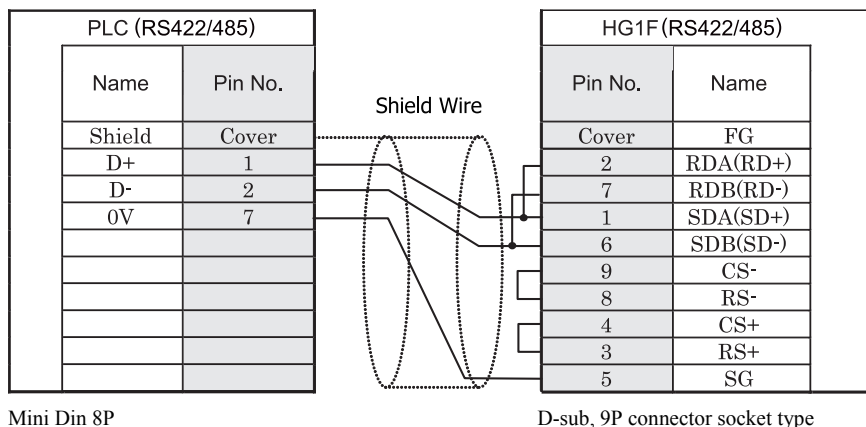 PLC (RS422/485)
Name Pin No.
Shield Cover
D+ 1
D- 2
0V 7
Mini Din 8P
Shield Wire
HG1F(RS422/485)
Pin No. Name
Cover FG
2 RDA(RD+)
7 RDB(RD-)
1 SDA(SD+)
6 SDB(SD-)
9 CS-
8 RS-
4 CS+
3 RS+
5 SG
D-sub, 9P connector socket type